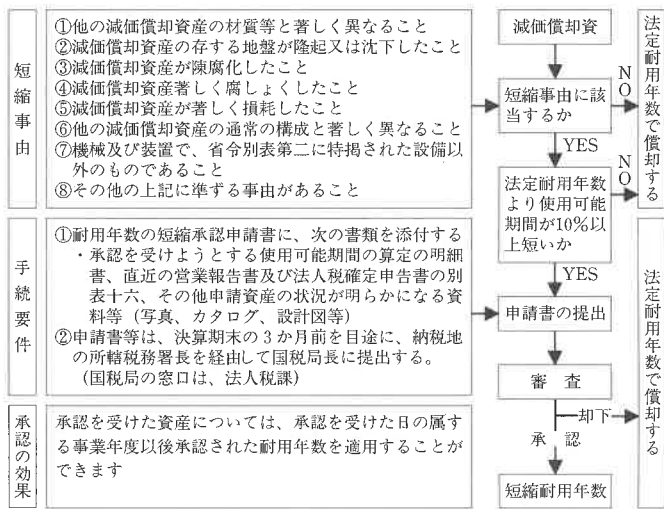 短縮事由
①他の減価償却資産の材質等と著しく異なること
②減価償却資産の存する地盤が隆起又は沈下したこと
③減価償却資産が陳腐化したこと
④減価償却資産著しく腐しょくしたこと
⑤減価償却資産が著しく損耗したこと
⑥他の減価償却資産の通常の構成と著しく異なること
⑦機械及び装置で、省令別表第二に特掲された設備以
外のものであること
⑧その他の上記に準ずる事由があること
手続要件
①耐用年数の短縮承認申請書に、次の書類を添付する
・承認を受けようとする使用可能期間の算定の明細
書、直近の営業報告書及び法人税確定申告書の別
表十六、その他申請資産の状況が明らかになる資
料等（写真、カタログ、設計図等）
②申請書等は、決算期末の３か月前を目途に、納税地
の所轄税務署長を経由して国税局長に提出する。
（国税局の窓口は、法人税課）
承認の効果
承認を受けた資産については、承認を受けた日の属す
る事業年度以後承認された耐用年数を適用することが
できます
減価償却資
短縮事由に該
当するか
NO
YES
法定耐用年数
より使用可能
期間が10%以
上短いか
NO
YES
申請書の提出
審査
却下
承認
短縮耐用年数
法定耐用年数で償却する
法定耐用年数で償却する